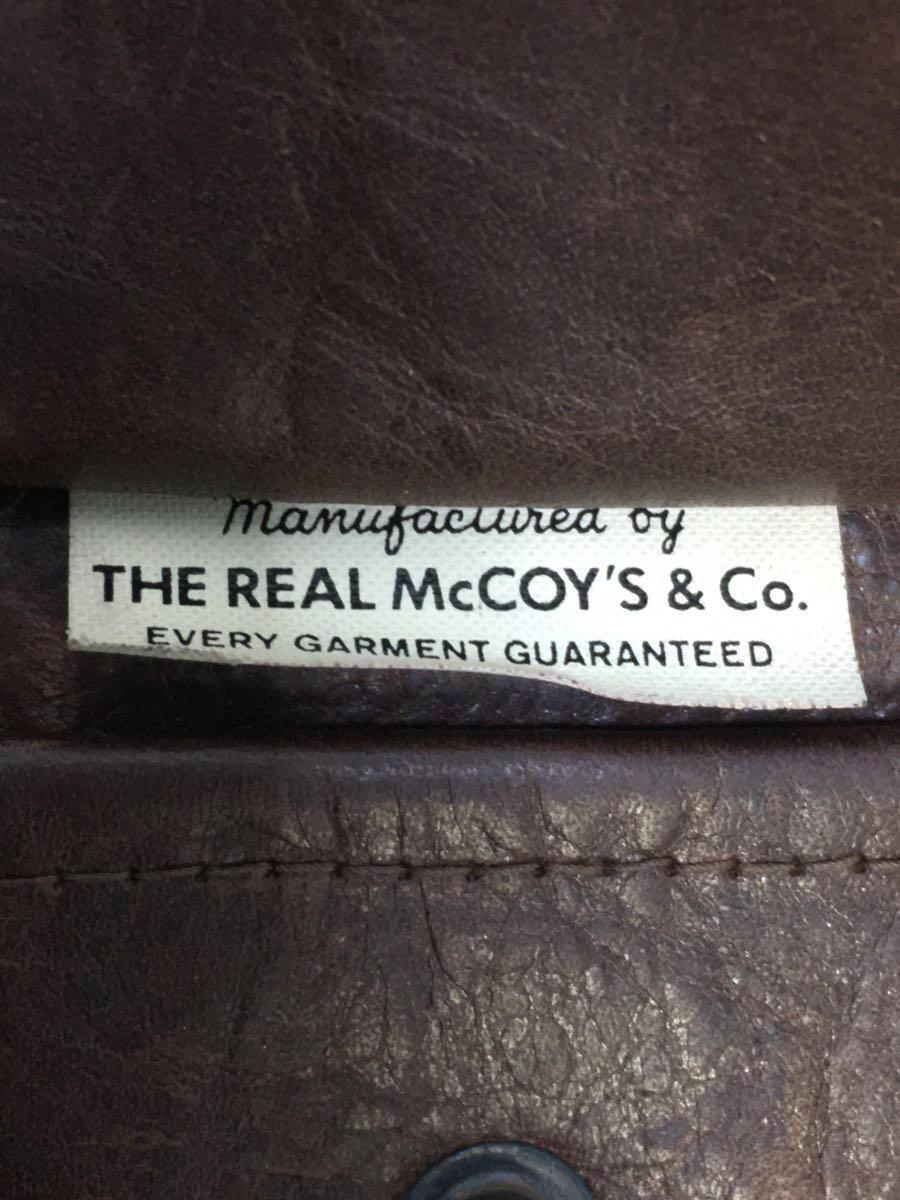 Manufactured by
THE REAL McCOY'S & Co.
EVERY GARMENT GUARANTEED